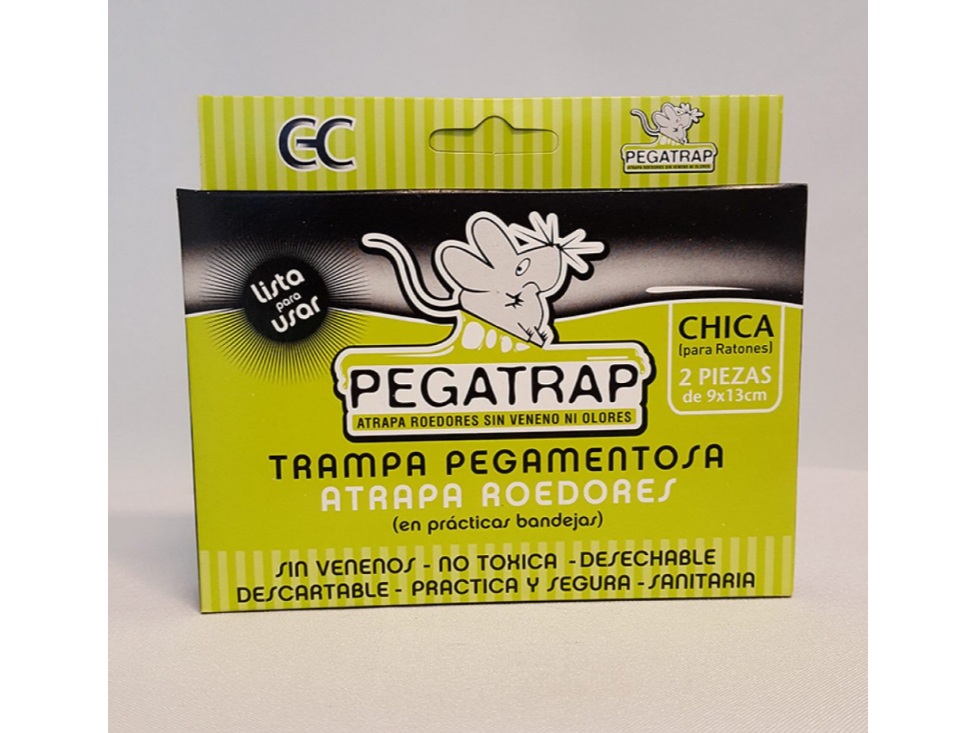 GC
PEGATRAP
ATRAPA ROEDORES SIN VENENO NI OLORES
lista
para
usar
CHICA
(para Ratones)
2 PIEZAS
de 9x13cm
PEGATRAP
ATRAPA ROEDORES SIN VENENO NI OLORES
TRAMPA PEGAMENTOSA
ATRAPA ROEDORES
(en prácticas bandejas)
SIN VENENOS - NO TOXICA - DESECHABLE
DESCARTABLE - PRACTICA Y SEGURA - SANITARIA